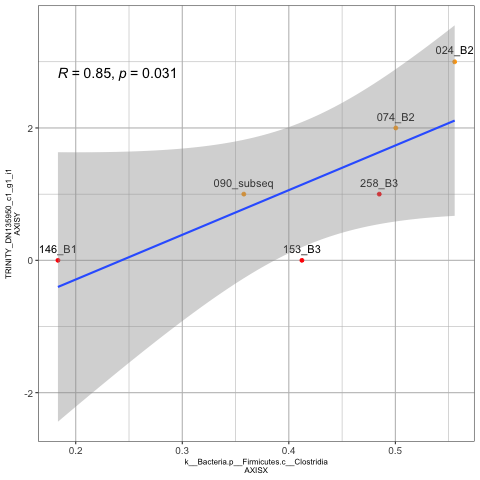 024_B2
R = 0.85, p = 0.031
074_B2
2
090_subseq
258_B3
146_B1
153_B3
0
-2
0.2
0.3
0.4
0.5
k__Bacteria.p__Firmicutes.c__Clostridia
AXISX
TRINITY_DN135950_c1_g1_i1
AXISY